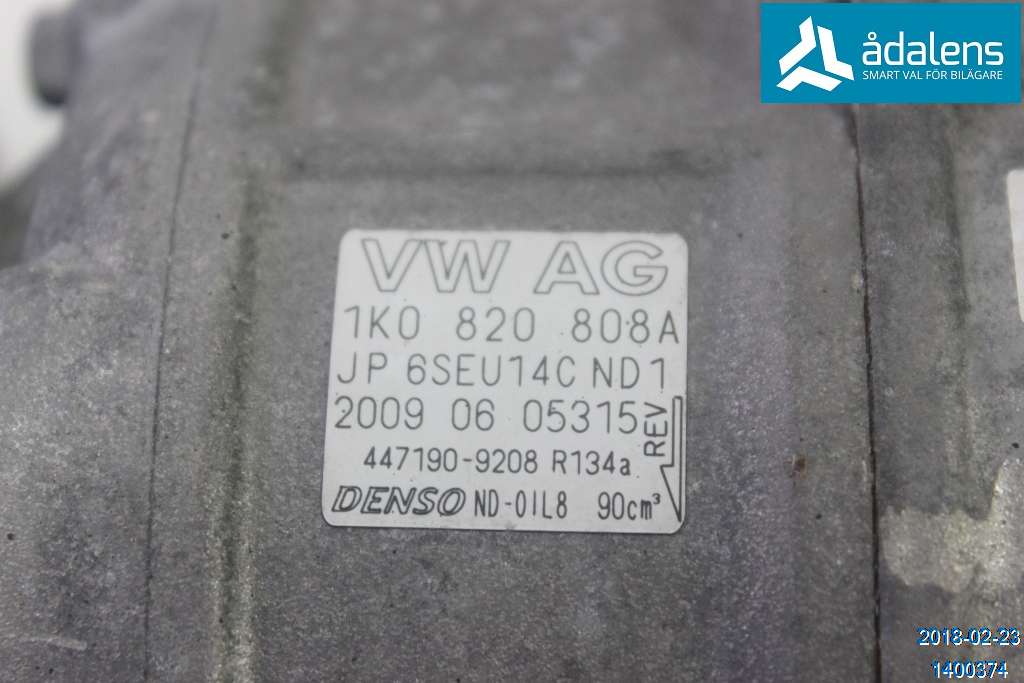 ådalens
SMART VAL FÖR BILÄGARE
VW AG
1K0 820 808A
JP 6SEU14C ND1
2009 06 05315
REV
447190-9208 R134a
DENSO ND-OIL8 90cm³
2018-02-23
1400374